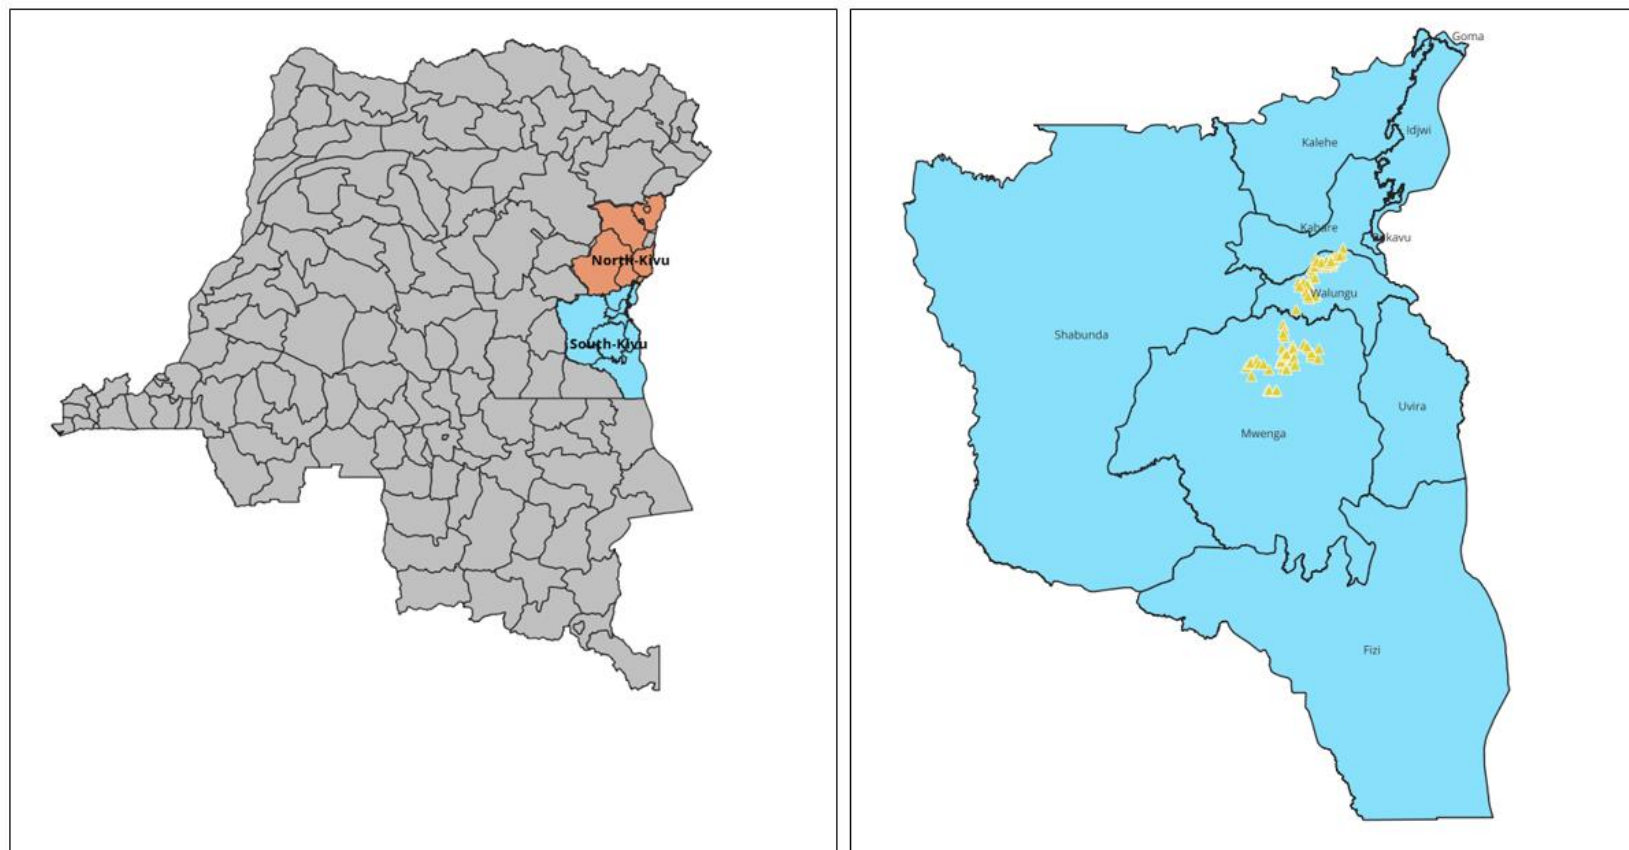 North-Kivu
South-Kivu
Goma
Idjwi
Kalehe
Kabare
Bukavu
Walungu
Shabunda
Uvira
Mwenga
Fizi